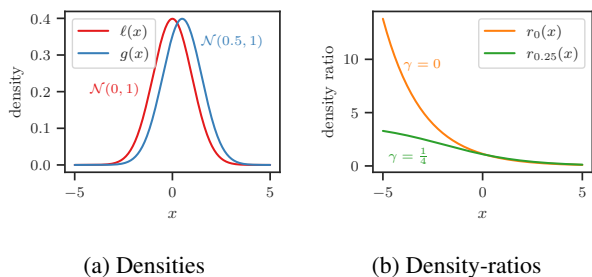 0.4
0.3
0.2
0.1
0.0
density
ℓ(x)
g(x)
N(0.5, 1)
N(0, 1)
−5
0
5
x
(a) Densities
10
5
0
density ratio
r₀(x)
r₀.₂₅(x)
γ = 0
γ = 1/4
−5
0
5
x
(b) Density-ratios